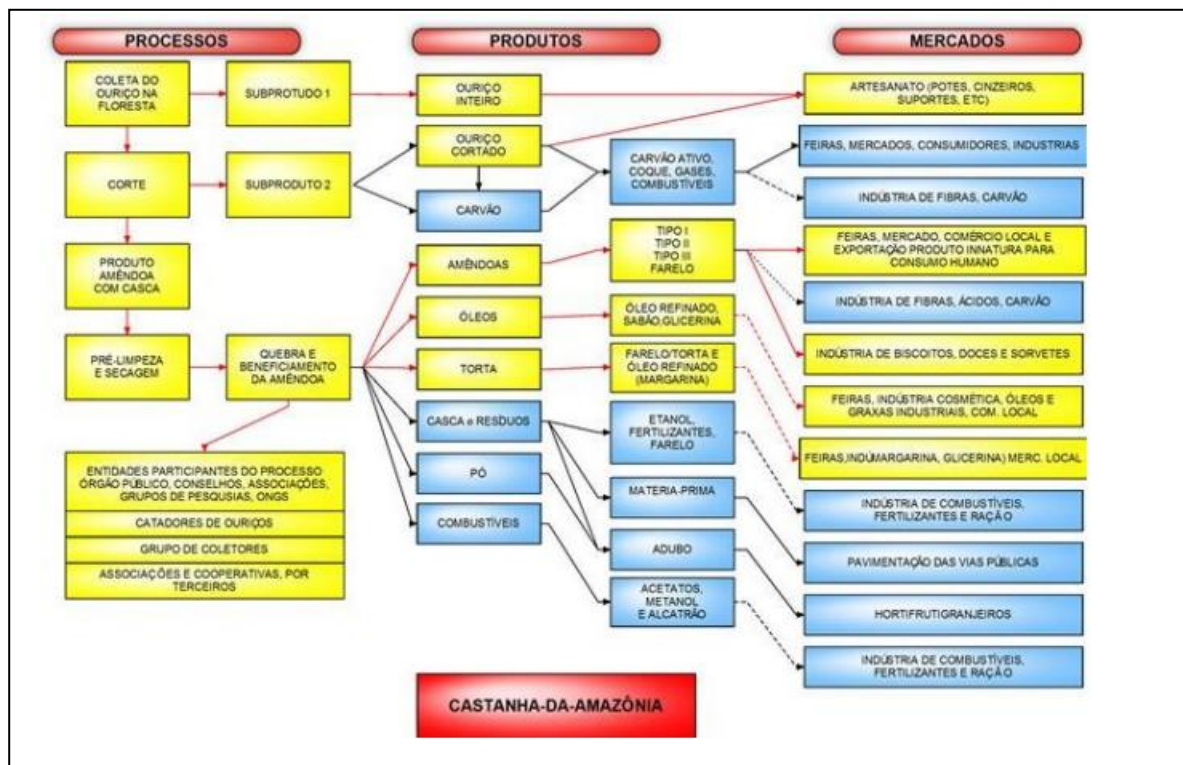 PROCESSOS
PRODUTOS
MERCADOS
COLETA DO
OURIÇO NA
FLORESTA
SUBPROTUDO 1
OURIÇO
INTEIRO
ARTESANATO (POTES, CINZEIROS,
SUPORTES, ETC)
CORTE
SUBPRODUTO 2
OURIÇO
CORTADO
CARVÃO
CARVÃO ATIVO,
COQUE, GASES,
COMBUSTÍVEIS
FEIRAS, MERCADOS, CONSUMIDORES, INDUSTRIAS
INDÚSTRIA DE FIBRAS, CARVÃO
PRODUTO
AMÊNDOA
COM CASCA
AMÊNDOAS
TIPO I
TIPO II
TIPO III
FARELO
FEIRAS, MERCADO, COMÉRCIO LOCAL E
EXPORTAÇÃO PRODUTO INNATURA PARA
CONSUMO HUMANO
INDÚSTRIA DE FIBRAS, ÁCIDOS, CARVÃO
PRÉ-LIMPEZA
E SECAGEM
QUEBRA E
BENEFICIAMENTO
DA AMÊNDOA
ÓLEOS
ÓLEO REFINADO,
SABÃO,GLICERINA
INDÚSTRIA DE BISCOITOS, DOCES E SORVETES
TORTA
FARELO/TORTA E
ÓLEO REFINADO
(MARGARINA)
FEIRAS, INDÚSTRIA COSMÉTICA, ÓLEOS E
GRAXAS INDUSTRIAIS, COM. LOCAL
CASCA e RESÍDUOS
ETANOL,
FERTILIZANTES,
FARELO
FEIRAS,INDÚMARGARINA, GLICERINA) MERC. LOCAL
ENTIDADES PARTICIPANTES DO PROCESSO
ÓRGÃO PÚBLICO, CONSELHOS, ASSOCIAÇÕES,
GRUPOS DE PESQUSIAS, ONGS
CATADORES DE OURIÇOS
GRUPO DE COLETORES
ASSOCIAÇÕES E COOPERATIVAS, POR
TERCEIROS
PÓ
MATERIA-PRIMA
INDÚSTRIA DE COMBUSTÍVEIS,
FERTILIZANTES E RAÇÃO
COMBUSTÍVEIS
ADUBO
PAVIMENTAÇÃO DAS VIAS PÚBLICAS
ACETATOS,
METANOL
E ALCATRÃO
HORTIFRUTIGRANJEIROS
INDÚSTRIA DE COMBUSTÍVEIS,
FERTILIZANTES E RAÇÃO
CASTANHA-DA-AMAZÔNIA